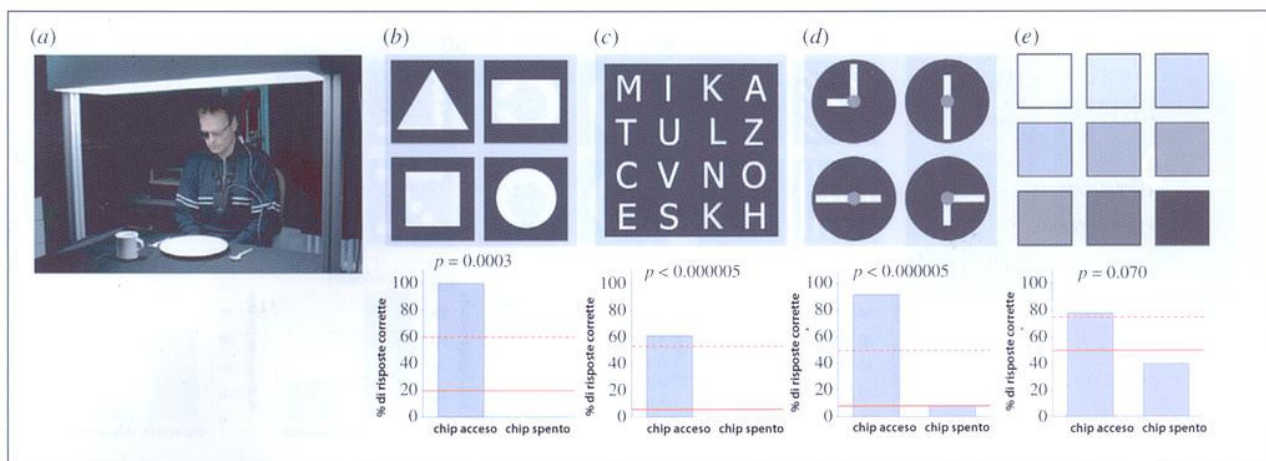 (a)
(b)
(c)
(d)
(e)
M I K A
T U L Z
C V N O
E S K H
p = 0.0003
% di risposte corrette
100
80
60
40
20
0
chip acceso chip spento
p < 0.000005
% di risposte corrette
100
80
60
40
20
0
chip acceso chip spento
p < 0.000005
% di risposte corrette
100
80
60
40
20
0
chip acceso chip spento
p = 0.070
% di risposte corrette
100
80
60
40
20
0
chip acceso chip spento